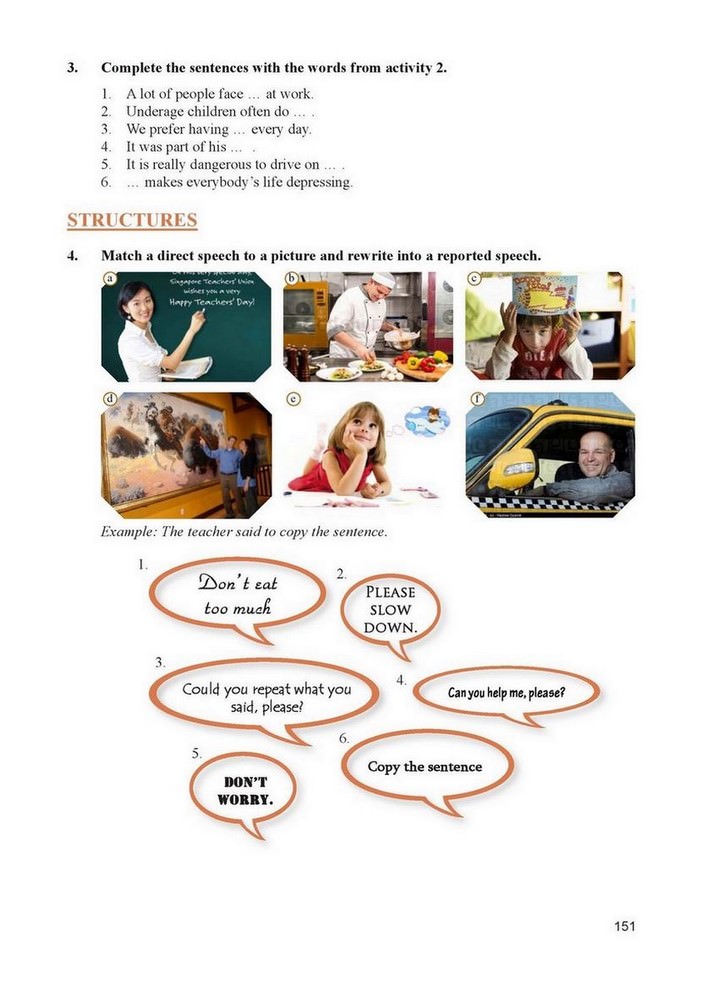 3. Complete the sentences with the words from activity 2.
1. A lot of people face … at work.
2. Underage children often do … .
3. We prefer having … every day.
4. It was part of his … .
5. It is really dangerous to drive on … .
6. … makes everybody's life depressing.
STRUCTURES
4. Match a direct speech to a picture and rewrite into a reported speech.
a
Singapore Teachers' Union
wishes you a very
Happy Teachers' Day!
b
c
d
e
f
Example: The teacher said to copy the sentence.
1.
Don't eat
too much
2.
PLEASE
SLOW
DOWN.
3.
Could you repeat what you
said, please?
4.
Can you help me, please?
5.
DON'T
WORRY.
6.
Copy the sentence
151